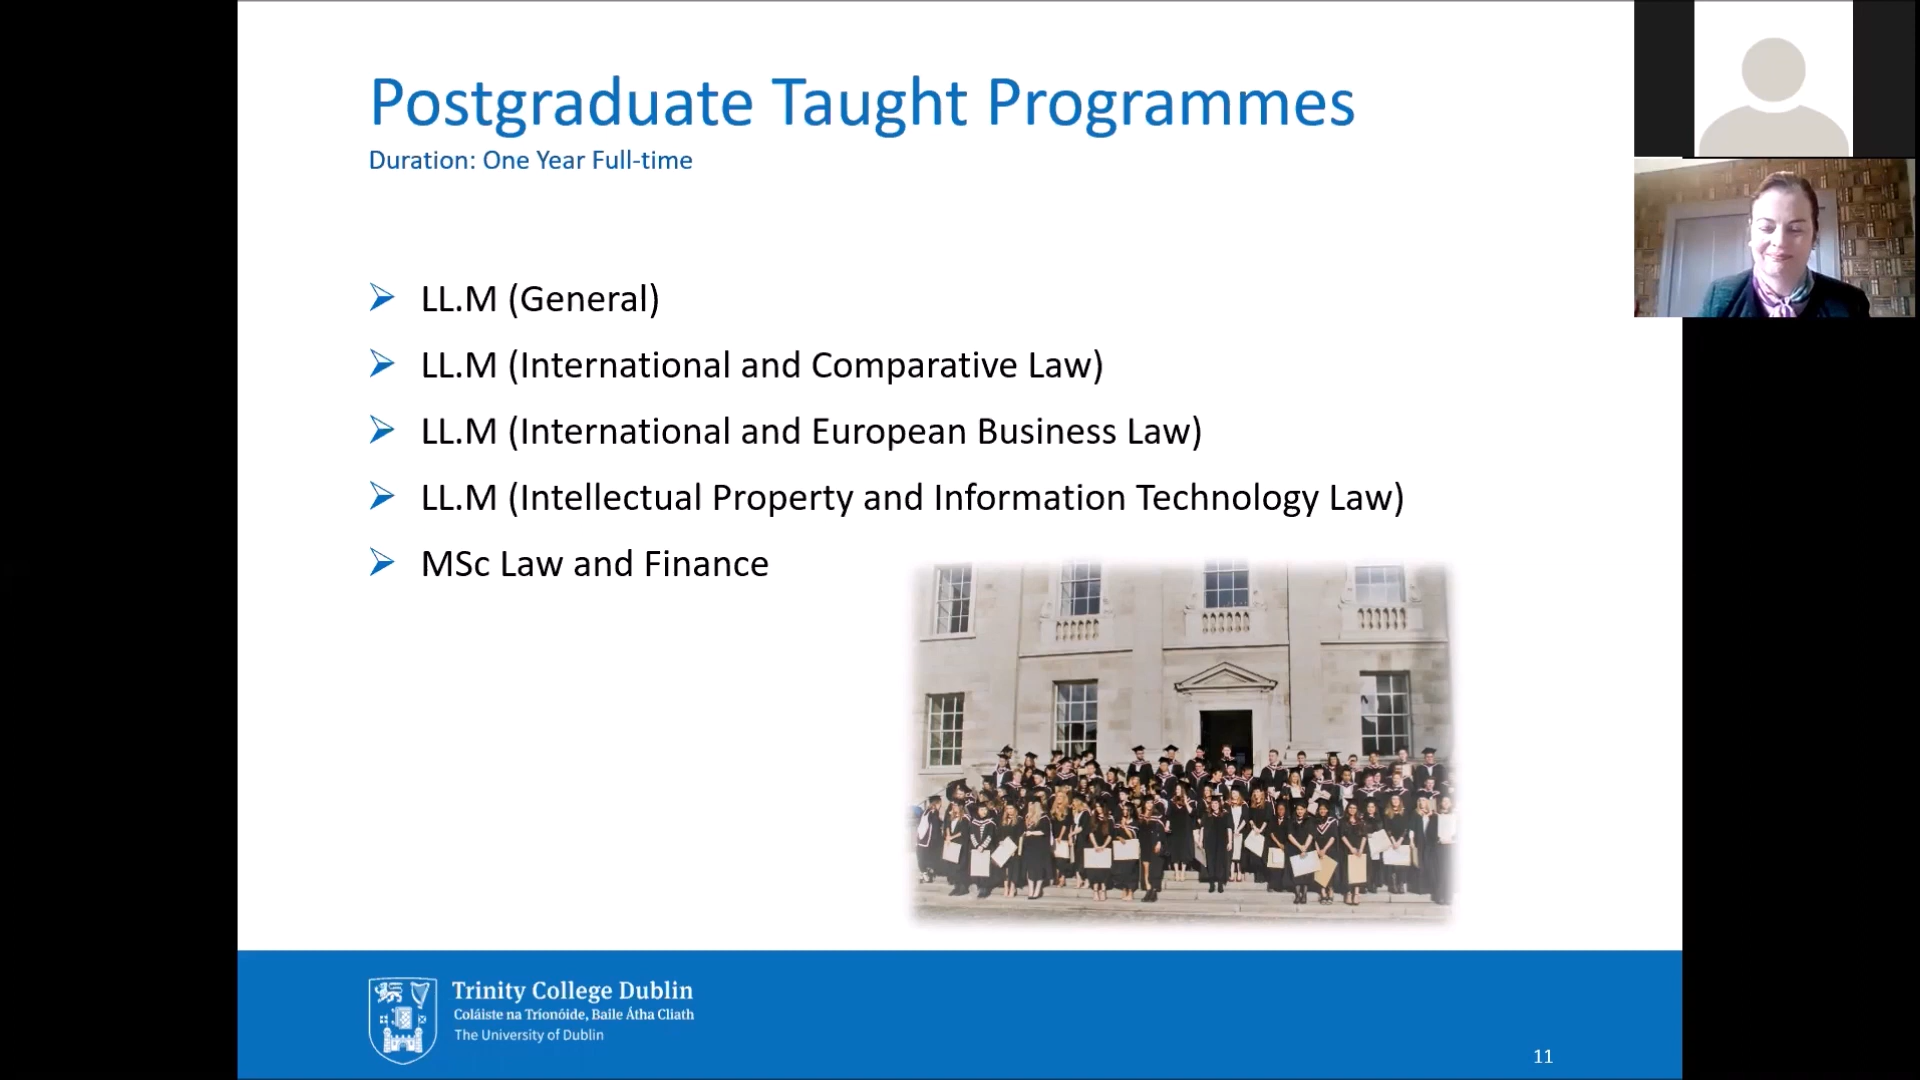 Postgraduate Taught Programmes
Duration: One Year Full-time
LL.M (General)
LL.M (International and Comparative Law)
LL.M (International and European Business Law)
LL.M (Intellectual Property and Information Technology Law)
MSc Law and Finance
Trinity College Dublin
Coláiste na Tríonóide, Baile Átha Cliath
The University of Dublin
11